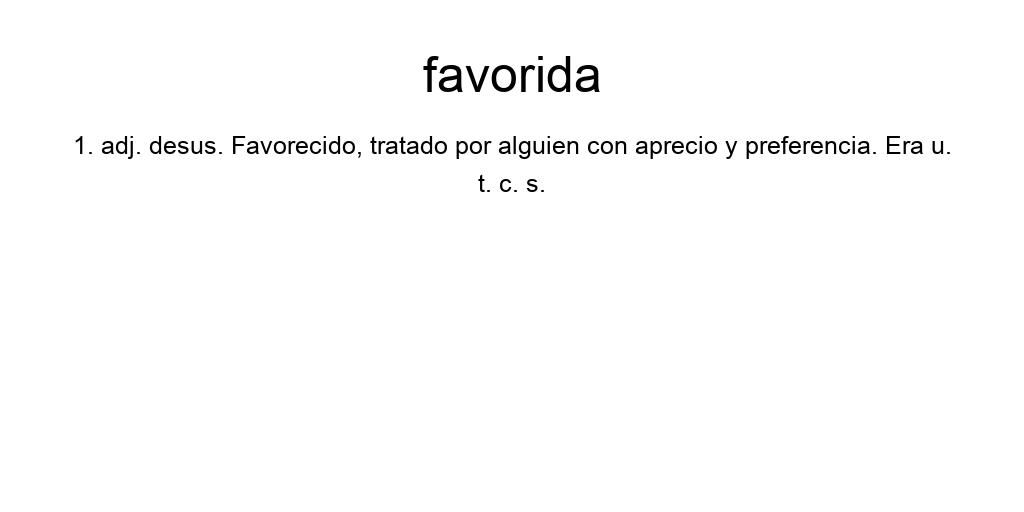 favorida
1. adj. desus. Favorecido, tratado por alguien con aprecio y preferencia. Era u.
t. c. s.